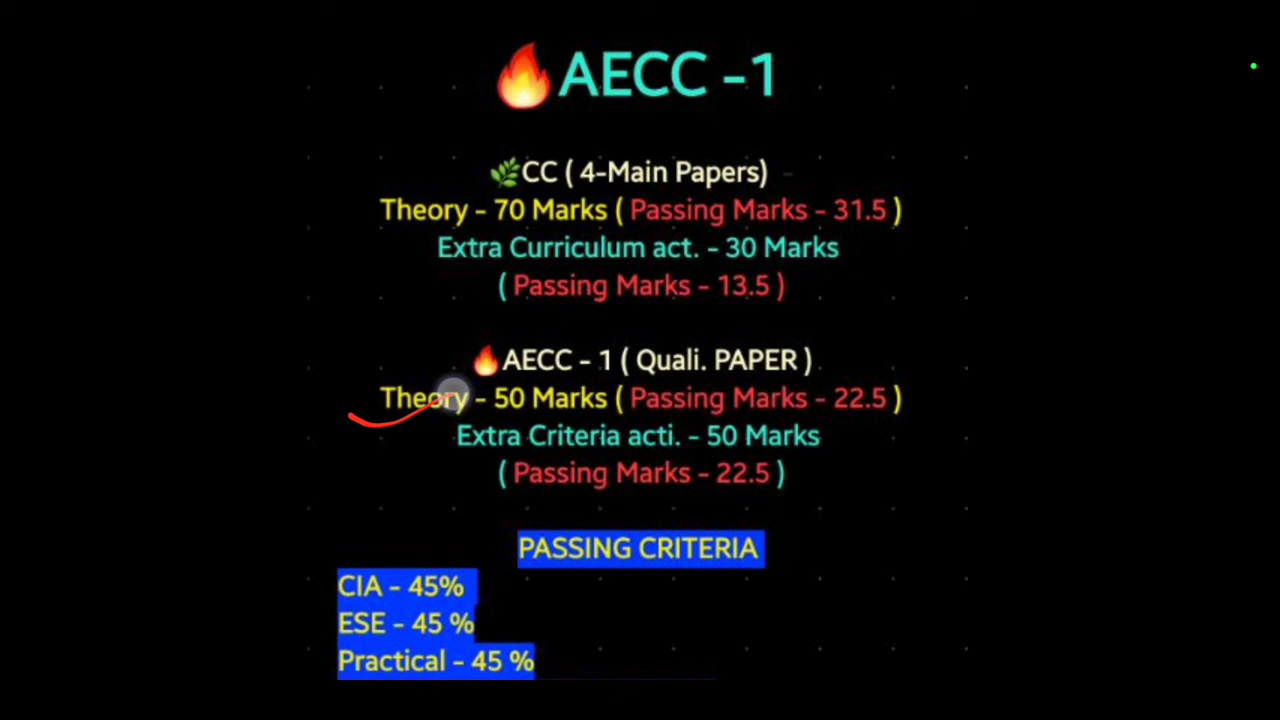 🔥AECC -1
🌿CC ( 4-Main Papers) -
Theory - 70 Marks ( Passing Marks - 31.5 )
Extra Curriculum act. - 30 Marks
( Passing Marks - 13.5 )
🔥AECC - 1 ( Quali. PAPER )
Theory - 50 Marks ( Passing Marks - 22.5 )
Extra Criteria acti. - 50 Marks
( Passing Marks - 22.5 )
PASSING CRITERIA
CIA - 45%
ESE - 45 %
Practical - 45 %